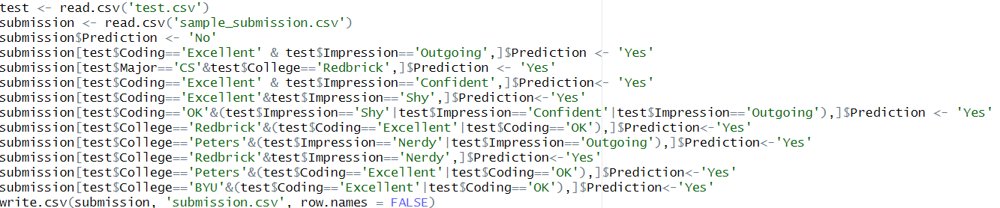 test <- read.csv('test.csv')
submission <- read.csv('sample_submission.csv')
submission$Prediction <- 'No'
submission[test$Coding=='Excellent' & test$Impression=='Outgoing',]$Prediction <- 'Yes'
submission[test$Major=='CS'&test$College=='Redbrick',]$Prediction <- 'Yes'
submission[test$Coding=='Excellent' & test$Impression=='Confident',]$Prediction<- 'Yes'
submission[test$Coding=='Excellent'&test$Impression=='Shy',]$Prediction<-'Yes'
submission[test$Coding=='OK'&(test$Impression=='Shy'|test$Impression=='Confident'|test$Impression=='Outgoing'),]$Prediction <- 'Yes'
submission[test$College=='Redbrick'&(test$Coding=='Excellent'|test$Coding=='OK'),]$Prediction<-'Yes'
submission[test$College=='Peters'&(test$Impression=='Nerdy'|test$Impression=='Outgoing'),]$Prediction<-'Yes'
submission[test$College=='Redbrick'&test$Impression=='Nerdy',]$Prediction<-'Yes'
submission[test$College=='Peters'&(test$Coding=='Excellent'|test$Coding=='OK'),]$Prediction<-'Yes'
submission[test$College=='BYU'&(test$Coding=='Excellent'|test$Coding=='OK'),]$Prediction<-'Yes'
write.csv(submission, 'submission.csv', row.names = FALSE)